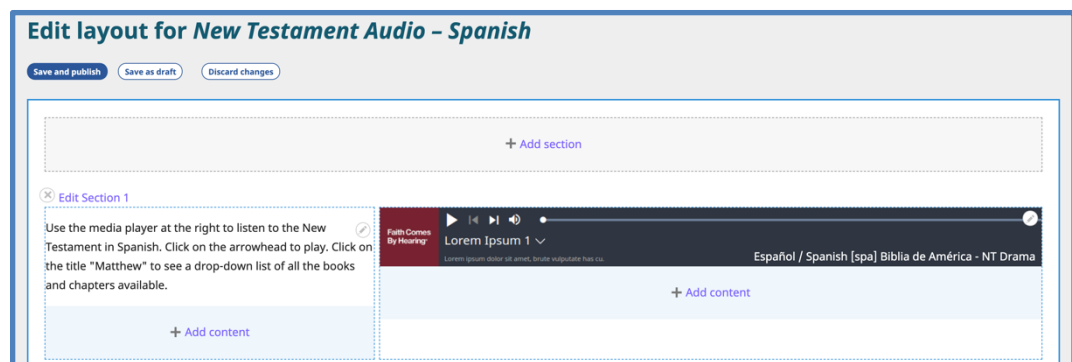 Edit layout for New Testament Audio – Spanish
Save and publish
Save as draft
Discard changes
Add section
Edit Section 1
Use the media player at the right to listen to the New
Testament in Spanish. Click on the arrowhead to play. Click on
the title "Matthew" to see a drop-down list of all the books
and chapters available.
Add content
Faith Comes
By Hearing
Lorem Ipsum 1
Lorem ipsum dolor sit amet, brute vulputate has cu.
Español / Spanish [spa] Biblia de América - NT Drama
Add content